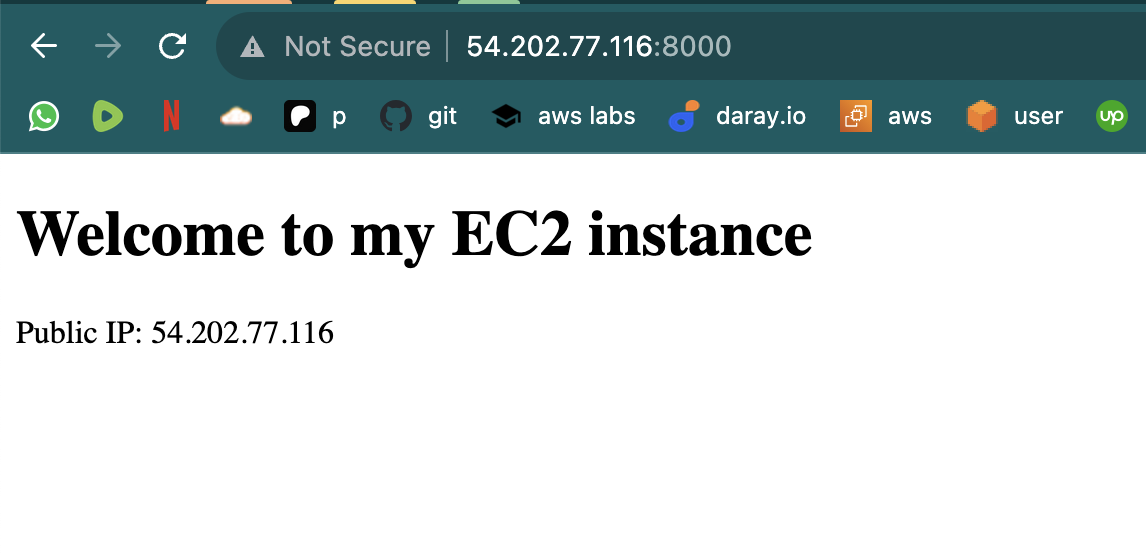 Not Secure 54.202.77.116:8000
N p git aws labs daray.io aws user up
Welcome to my EC2 instance
Public IP: 54.202.77.116